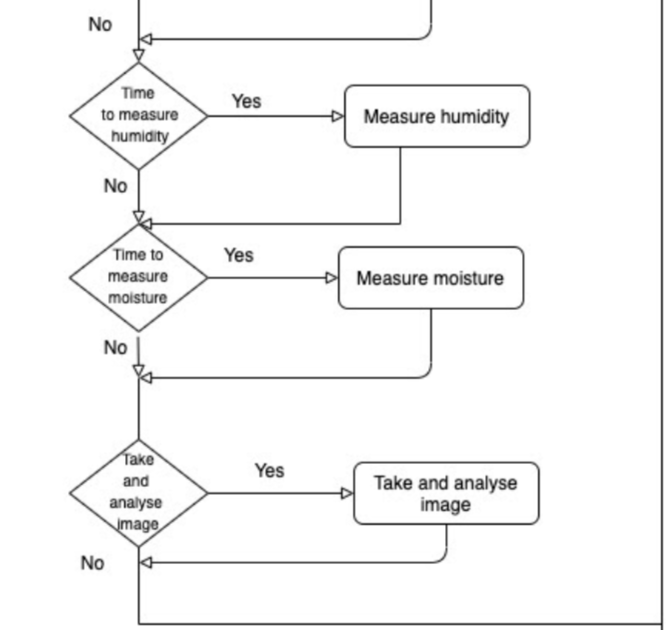 No
Time
to measure
humidity
Yes
Measure humidity
No
Time to
measure
moisture
Yes
Measure moisture
No
Take
and
analyse
image
Yes
Take and analyse
image
No